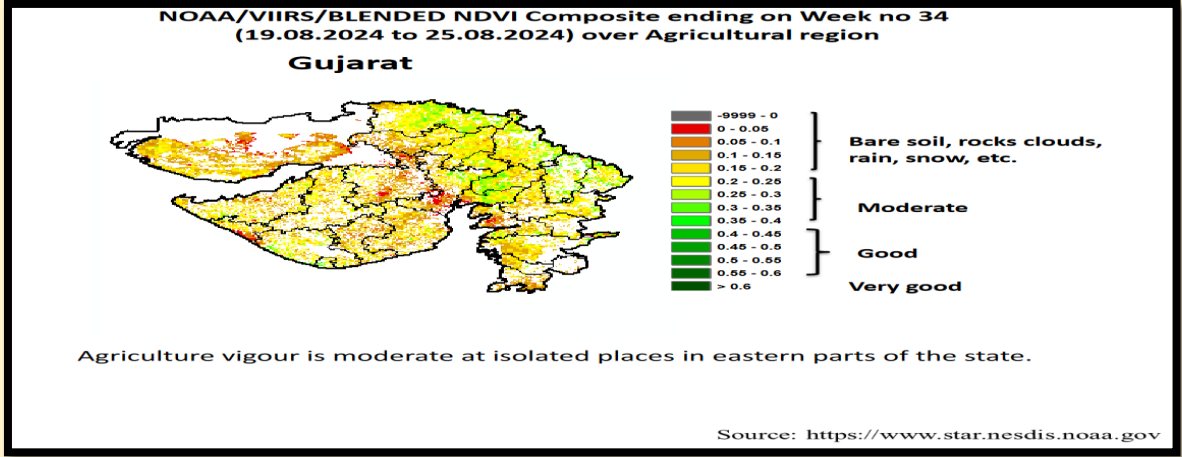 NOAA/VIIRS/BLENDED NDVI Composite ending on Week no 34
(19.08.2024 to 25.08.2024) over Agricultural region
Gujarat
-9999 - 0
0 - 0.05
0.05 - 0.1
0.1 - 0.15
0.15 - 0.2
0.2 - 0.25
0.25 - 0.3
0.3 - 0.35
0.35 - 0.4
0.4 - 0.45
0.45 - 0.5
0.5 - 0.55
0.55 - 0.6
> 0.6
Bare soil, rocks clouds,
rain, snow, etc.
Moderate
Good
Very good
Agriculture vigour is moderate at isolated places in eastern parts of the state.
Source: https://www.star.nesdis.noaa.gov